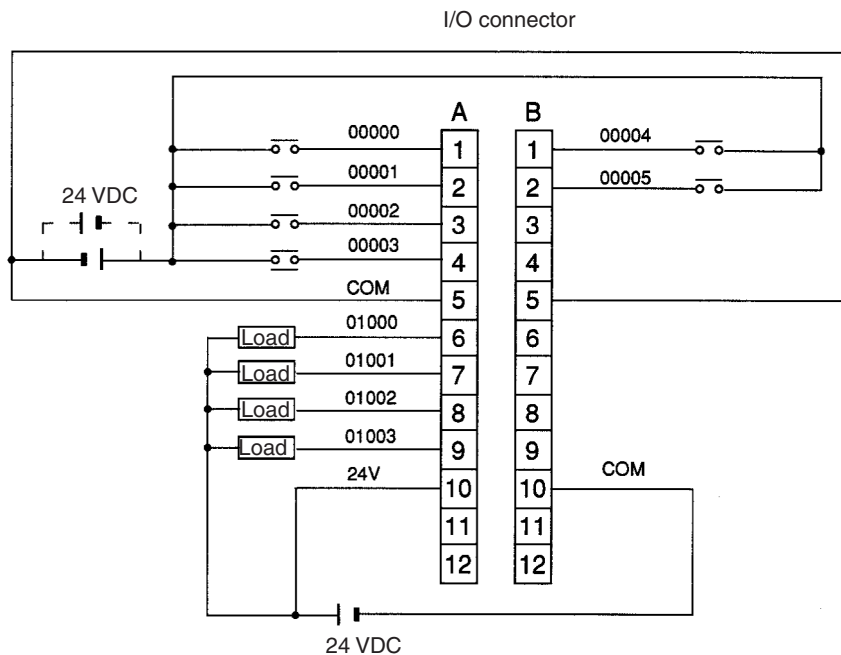 I/O connector
A B
00000 1 1 00004
00001 2 2 00005
24 VDC
00002 3 3
00003 4 4
COM 5 5
Load 01000 6 6
Load 01001 7 7
Load 01002 8 8
Load 01003 9 9
24V 10 10 COM
11 11
12 12
24 VDC